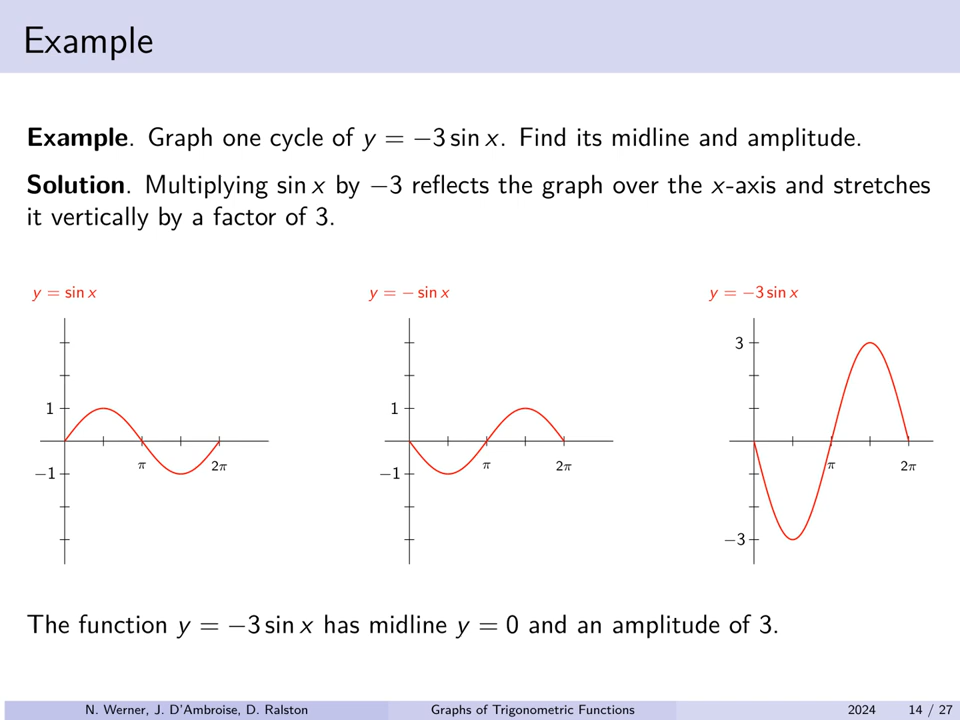 Example
Example. Graph one cycle of y = −3 sin x. Find its midline and amplitude.
Solution. Multiplying sin x by −3 reflects the graph over the x-axis and stretches
it vertically by a factor of 3.
y = sin x
1
−1
π
2π
y = − sin x
1
−1
π
2π
y = −3 sin x
3
−3
π
2π
The function y = −3 sin x has midline y = 0 and an amplitude of 3.
N. Werner, J. D'Ambroise, D. Ralston Graphs of Trigonometric Functions 2024 14 / 27